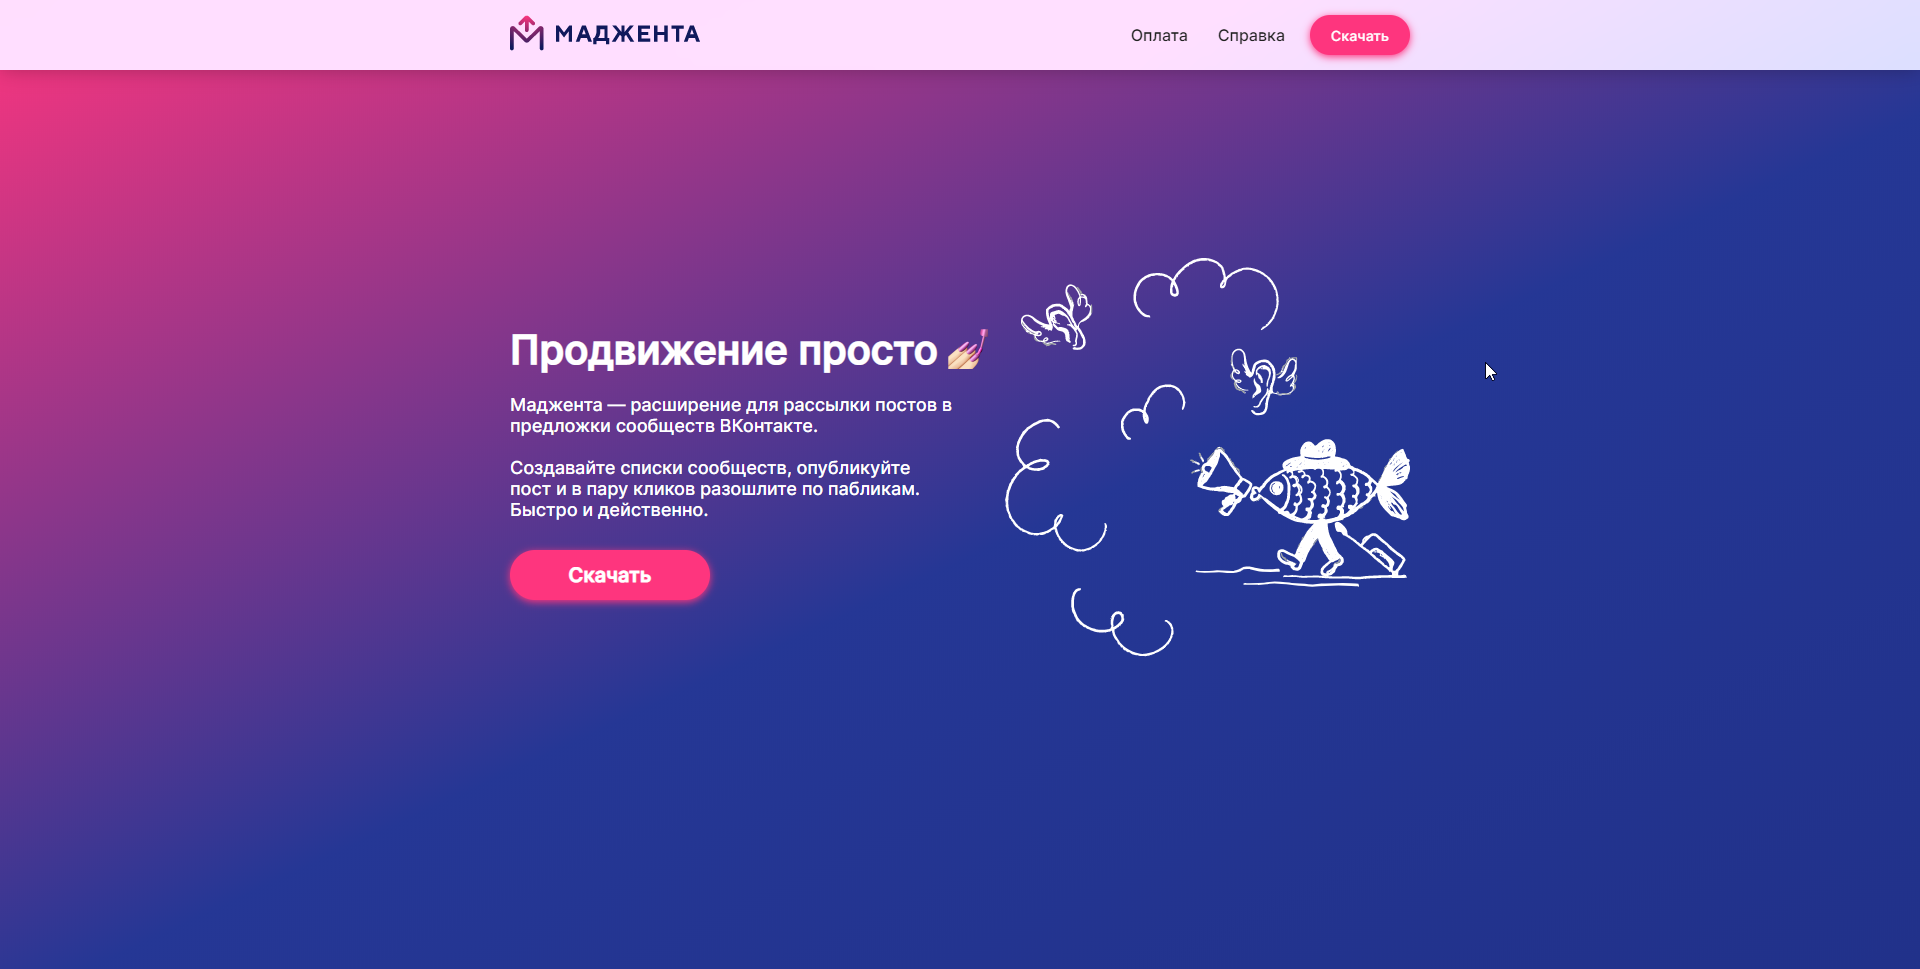 МАДЖЕНТА
Оплата
Справка
Скачать
Продвижение просто 💅🏻
Маджента — расширение для рассылки постов в
предложки сообществ ВКонтакте.
Создавайте списки сообществ, опубликуйте
пост и в пару кликов разошлите по пабликам.
Быстро и действенно.
Скачать